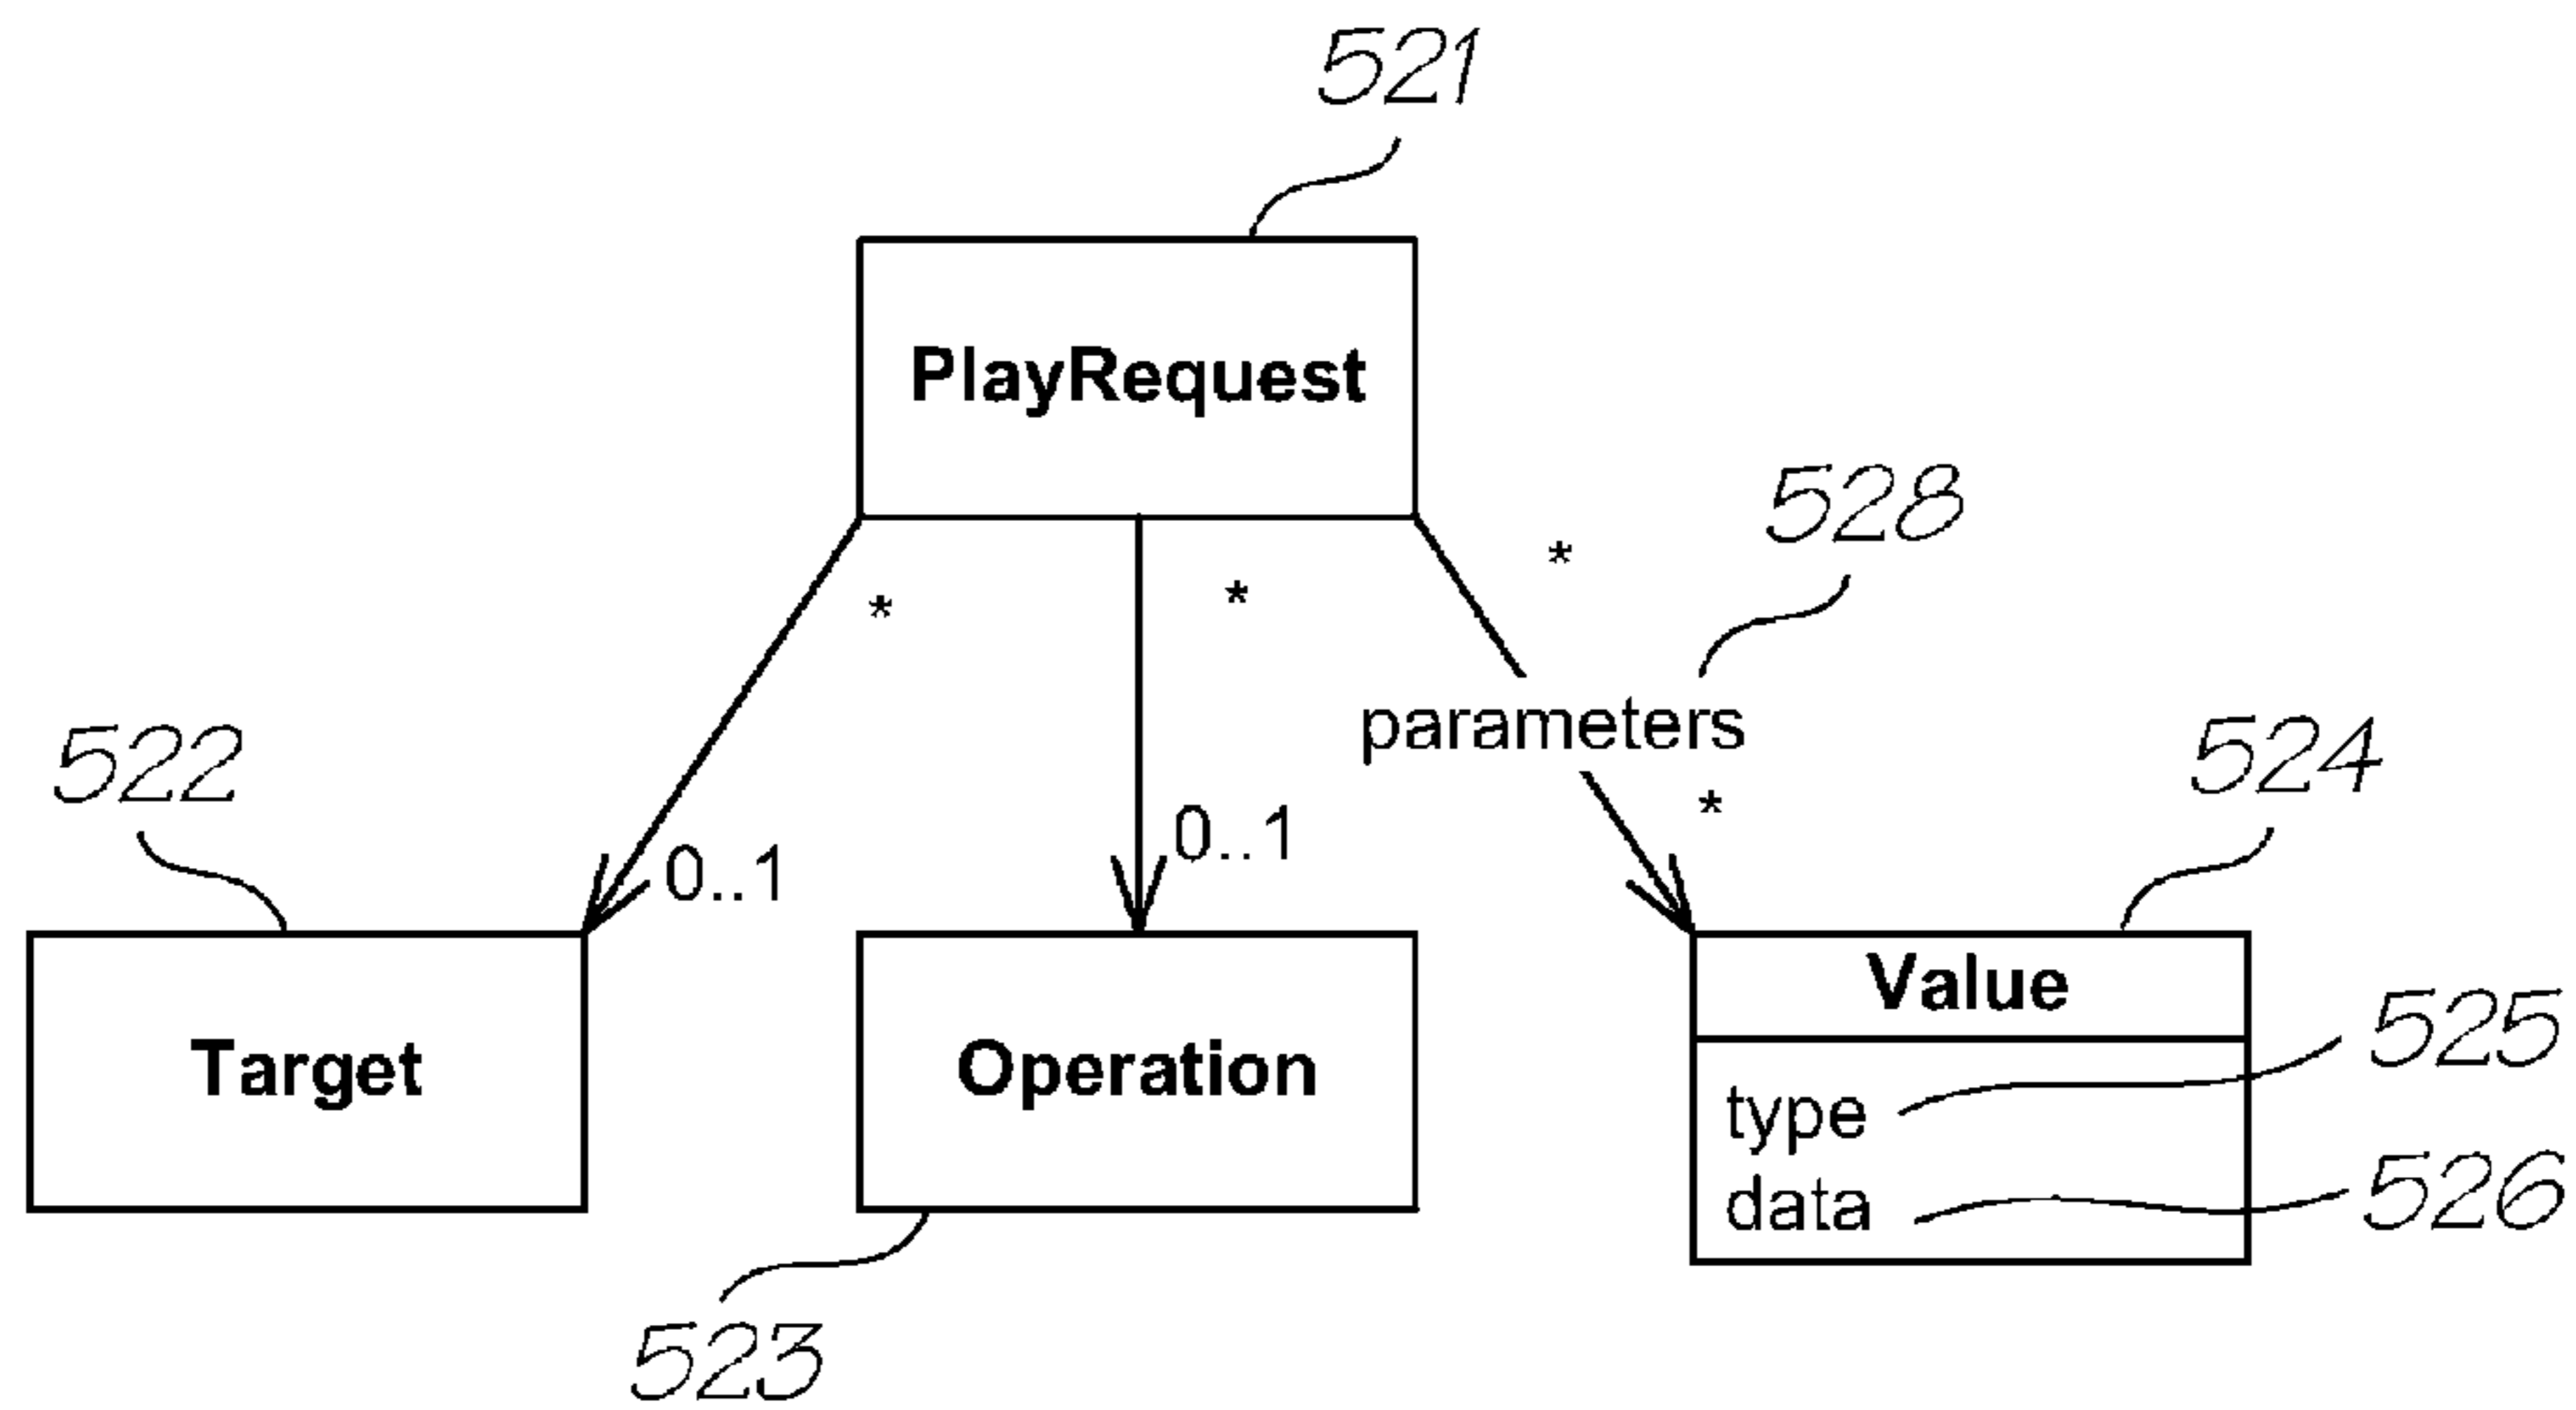 521
PlayRequest
528
*
*
*
parameters
522
524
*
0..1
0..1
Value
525
Target
Operation
type
526
data
523